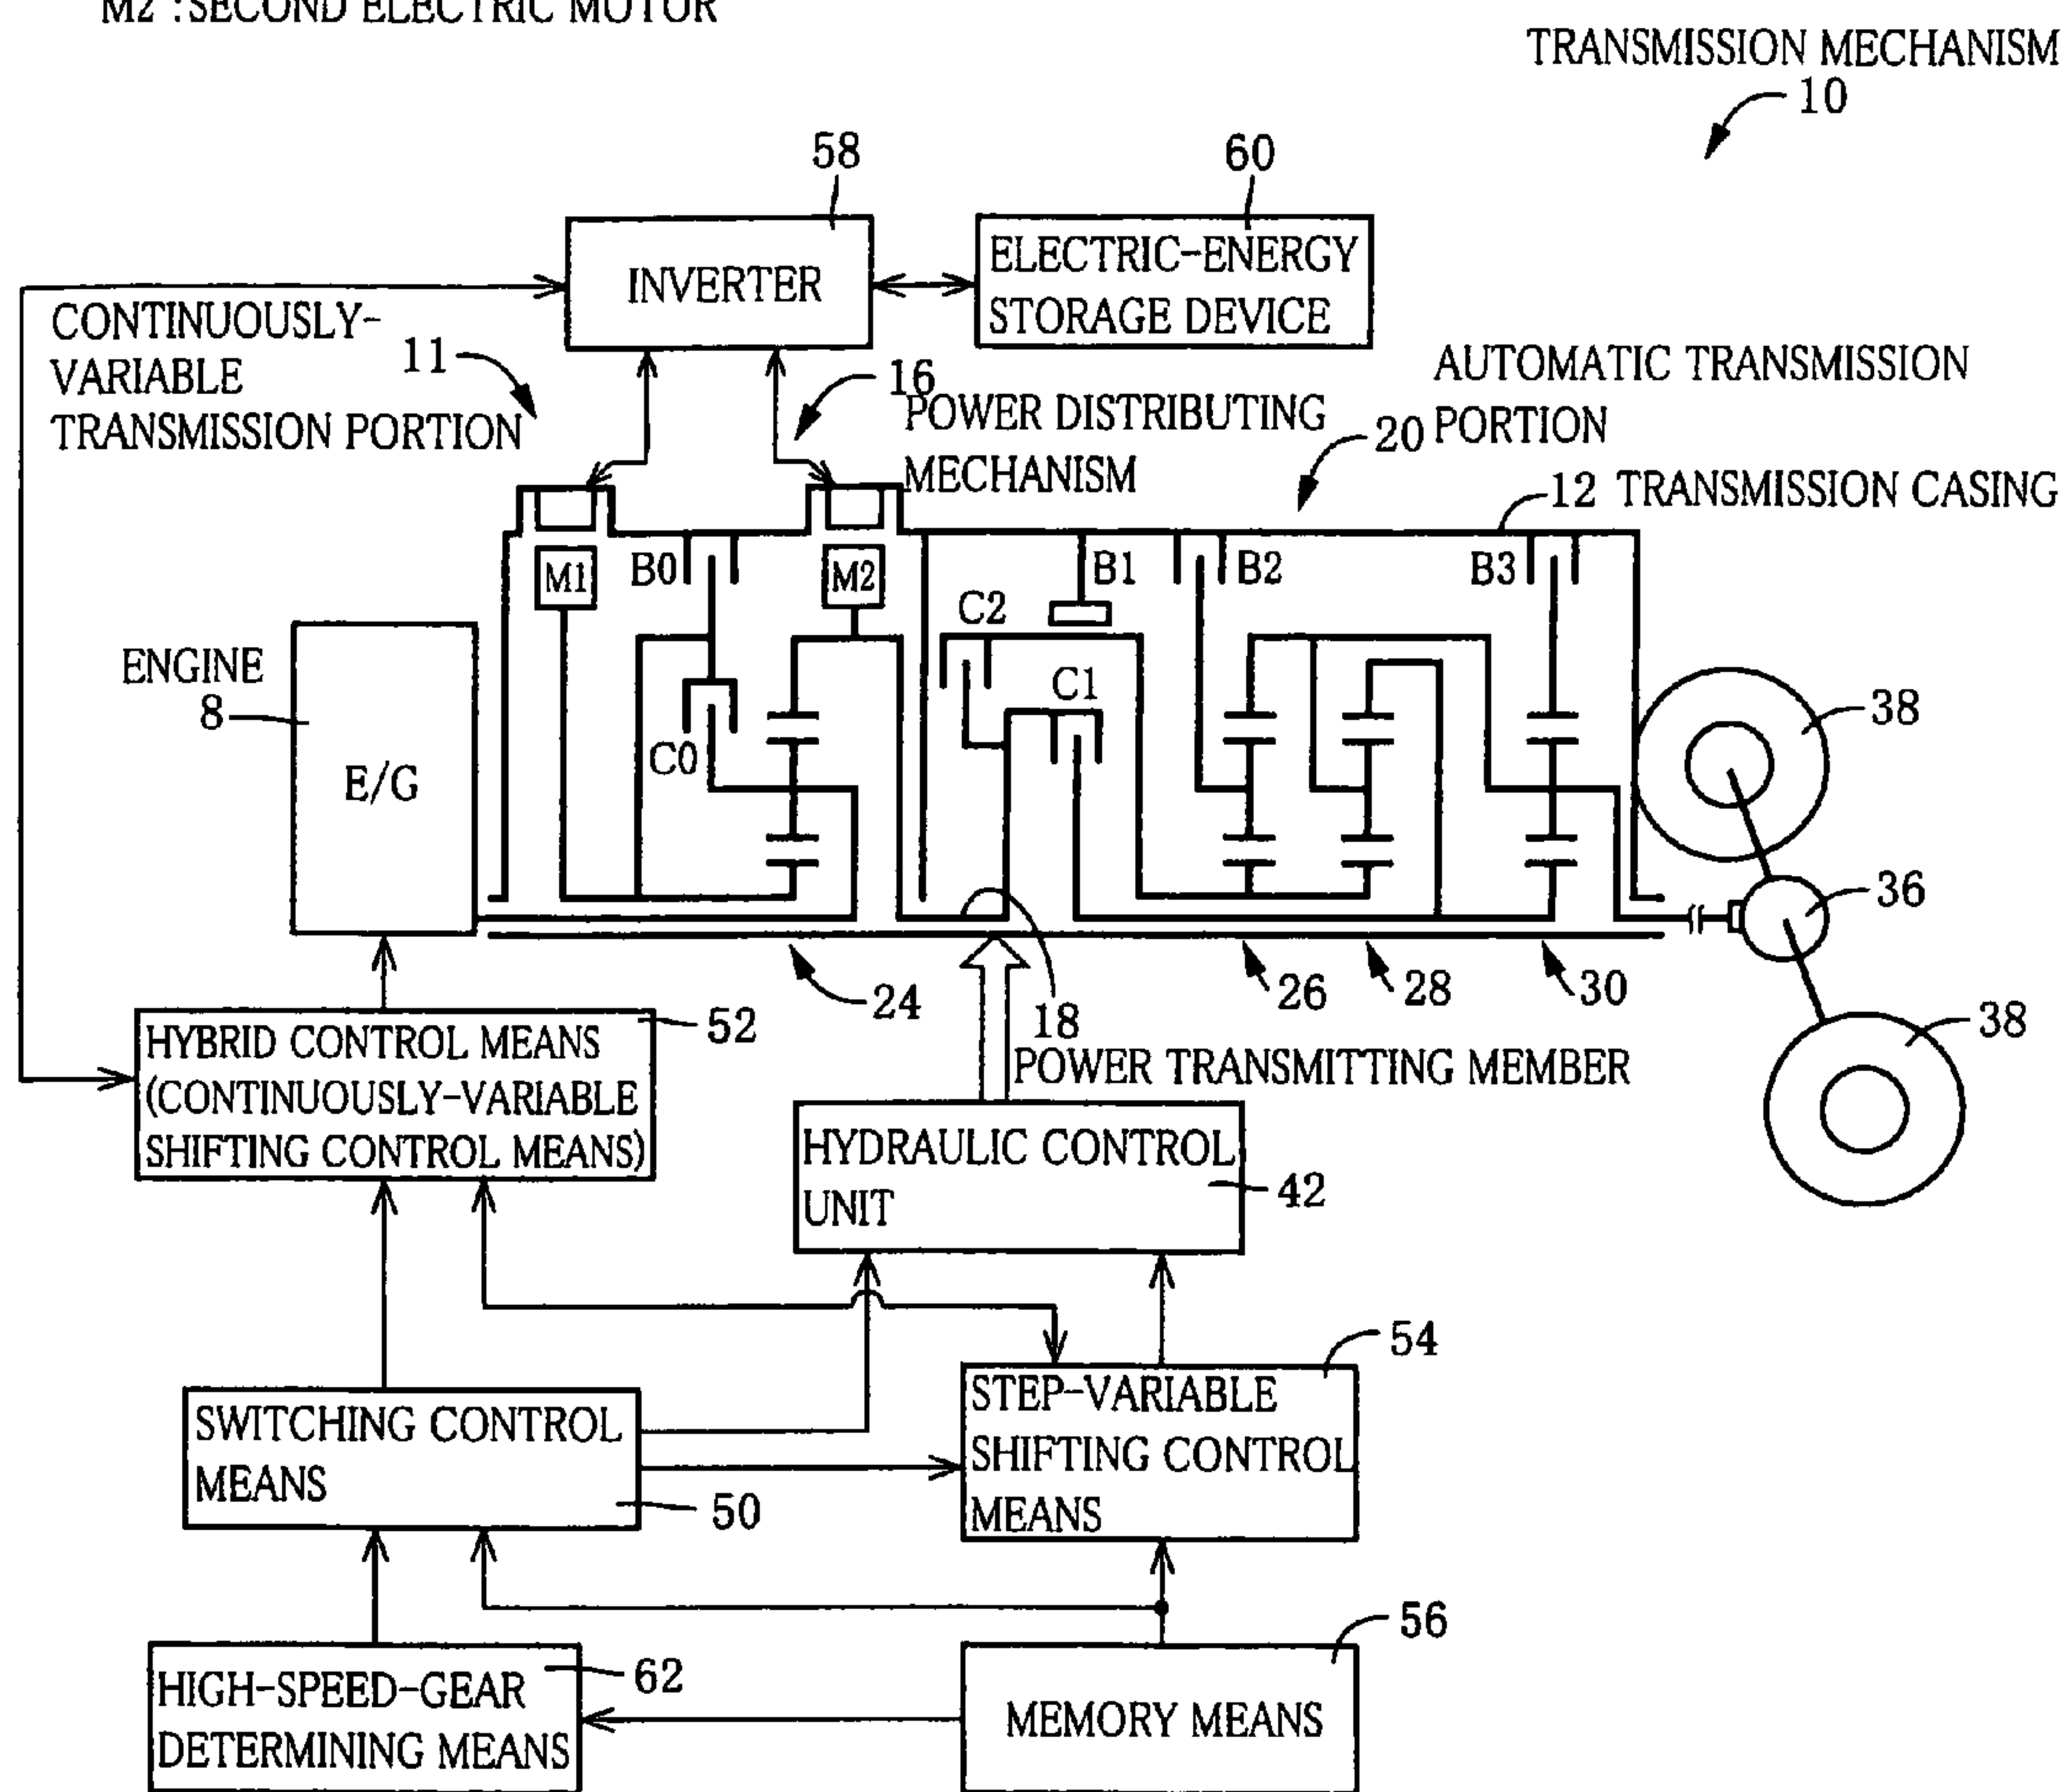 M2 : SECOND ELECTRIC MOTOR
TRANSMISSION MECHANISM
10
58
60
INVERTER
ELECTRIC-ENERGY
STORAGE DEVICE
CONTINUOUSLY-
VARIABLE
TRANSMISSION PORTION
11
16
POWER DISTRIBUTING
MECHANISM
AUTOMATIC TRANSMISSION
PORTION
20
12 TRANSMISSION CASING
M1
B0
M2
B1
B2
B3
C2
C1
C0
ENGINE
8
E/G
38
36
38
24
18
26
28
30
POWER TRANSMITTING MEMBER
HYBRID CONTROL MEANS
(CONTINUOUSLY-VARIABLE
SHIFTING CONTROL MEANS)
52
HYDRAULIC CONTROL
UNIT
42
54
SWITCHING CONTROL
MEANS
50
STEP-VARIABLE
SHIFTING CONTROL
MEANS
56
HIGH-SPEED-GEAR
DETERMINING MEANS
62
MEMORY MEANS